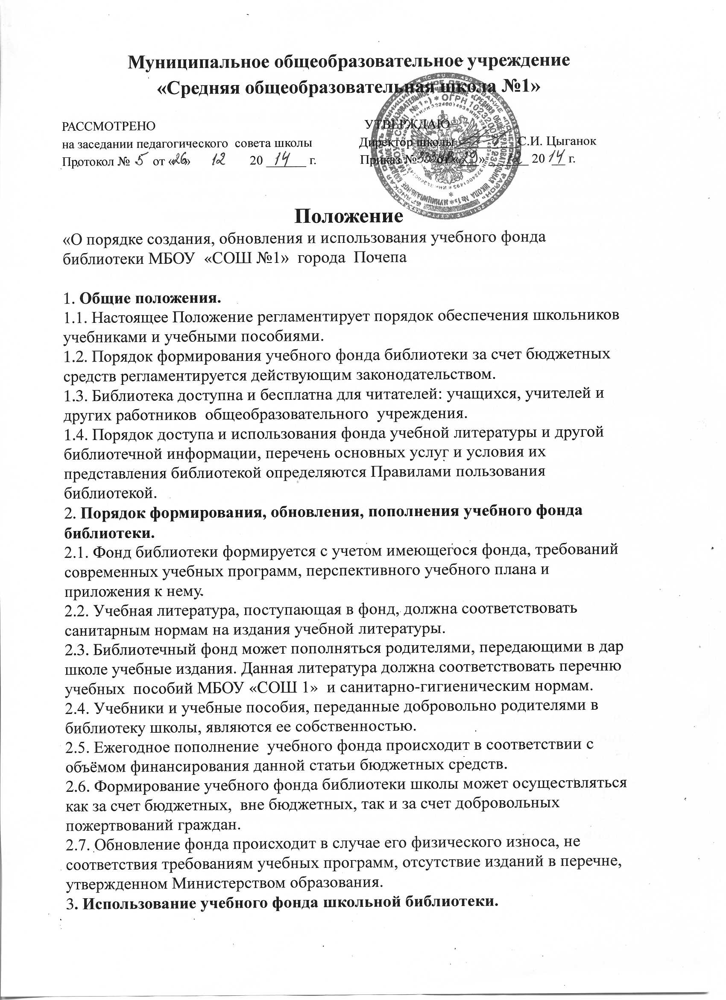 Муниципальное общеобразовательное учреждение
«Средняя общеобразовательная школа №1»
РАССМОТРЕНО УТВЕРЖДАЮ
на заседании педагогического совета школы Директор школы С.И. Цыганок
Протокол № 5 от «26» 12 20 14 г. Приказ № от «29» 12 20 14 г.
Положение
«О порядке создания, обновления и использования учебного фонда
библиотеки МБОУ «СОШ №1» города Почепа
1. Общие положения.
1.1. Настоящее Положение регламентирует порядок обеспечения школьников
учебниками и учебными пособиями.
1.2. Порядок формирования учебного фонда библиотеки за счет бюджетных
средств регламентируется действующим законодательством.
1.3. Библиотека доступна и бесплатна для читателей: учащихся, учителей и
других работников общеобразовательного учреждения.
1.4. Порядок доступа и использования фонда учебной литературы и другой
библиотечной информации, перечень основных услуг и условия их
представления библиотекой определяются Правилами пользования
библиотекой.
2. Порядок формирования, обновления, пополнения учебного фонда
библиотеки.
2.1. Фонд библиотеки формируется с учетом имеющегося фонда, требований
современных учебных программ, перспективного учебного плана и
приложения к нему.
2.2. Учебная литература, поступающая в фонд, должна соответствовать
санитарным нормам на издания учебной литературы.
2.3. Библиотечный фонд может пополняться родителями, передающими в дар
школе учебные издания. Данная литература должна соответствовать перечню
учебных пособий МБОУ «СОШ 1» и санитарно-гигиеническим нормам.
2.4. Учебники и учебные пособия, переданные добровольно родителями в
библиотеку школы, являются ее собственностью.
2.5. Ежегодное пополнение учебного фонда происходит в соответствии с
объёмом финансирования данной статьи бюджетных средств.
2.6. Формирование учебного фонда библиотеки школы может осуществляться
как за счет бюджетных, вне бюджетных, так и за счет добровольных
пожертвований граждан.
2.7. Обновление фонда происходит в случае его физического износа, не
соответствия требованиям учебных программ, отсутствие изданий в перечне,
утвержденном Министерством образования.
3. Использование учебного фонда школьной библиотеки.